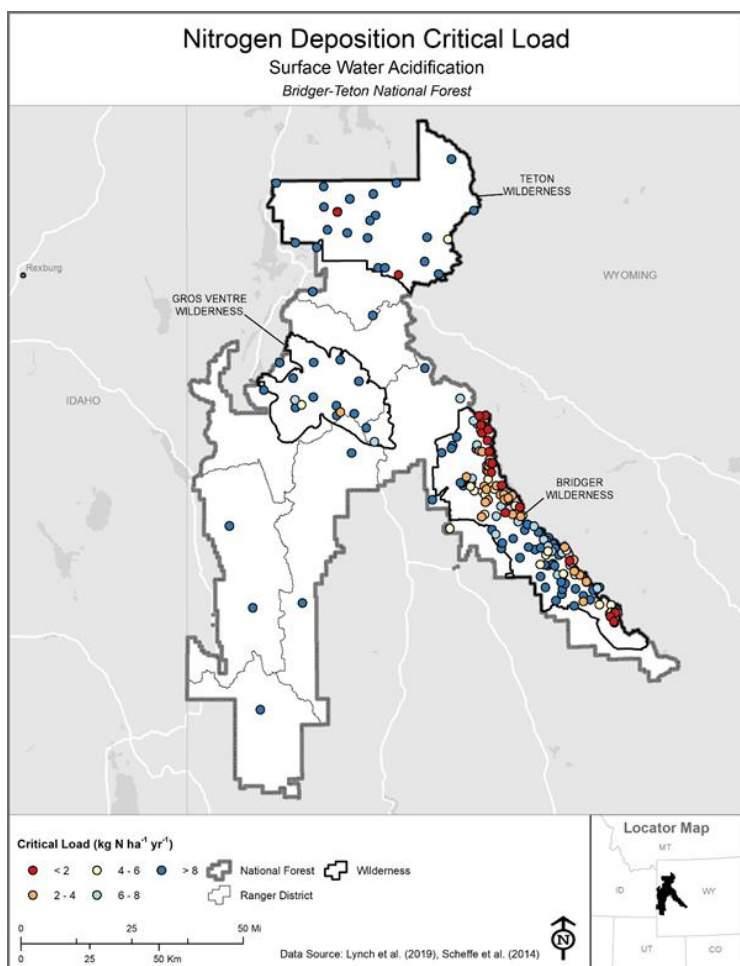 Nitrogen Deposition Critical Load
Surface Water Acidification
Bridger-Teton National Forest
TETON
WILDERNESS
Rexburg
WYOMING
GROS VENTRE
WILDERNESS
IDAHO
BRIDGER
WILDERNESS
Critical Load (kg N ha⁻¹ yr⁻¹)
< 2
4 - 6
> 8
National Forest
Wilderness
2 - 4
6 - 8
Ranger District
0 25 50 Mi
0 25 50 Km
Data Source: Lynch et al. (2019), Scheffe et al. (2014)
N
Locator Map
MT
ID
WY
UT
CO